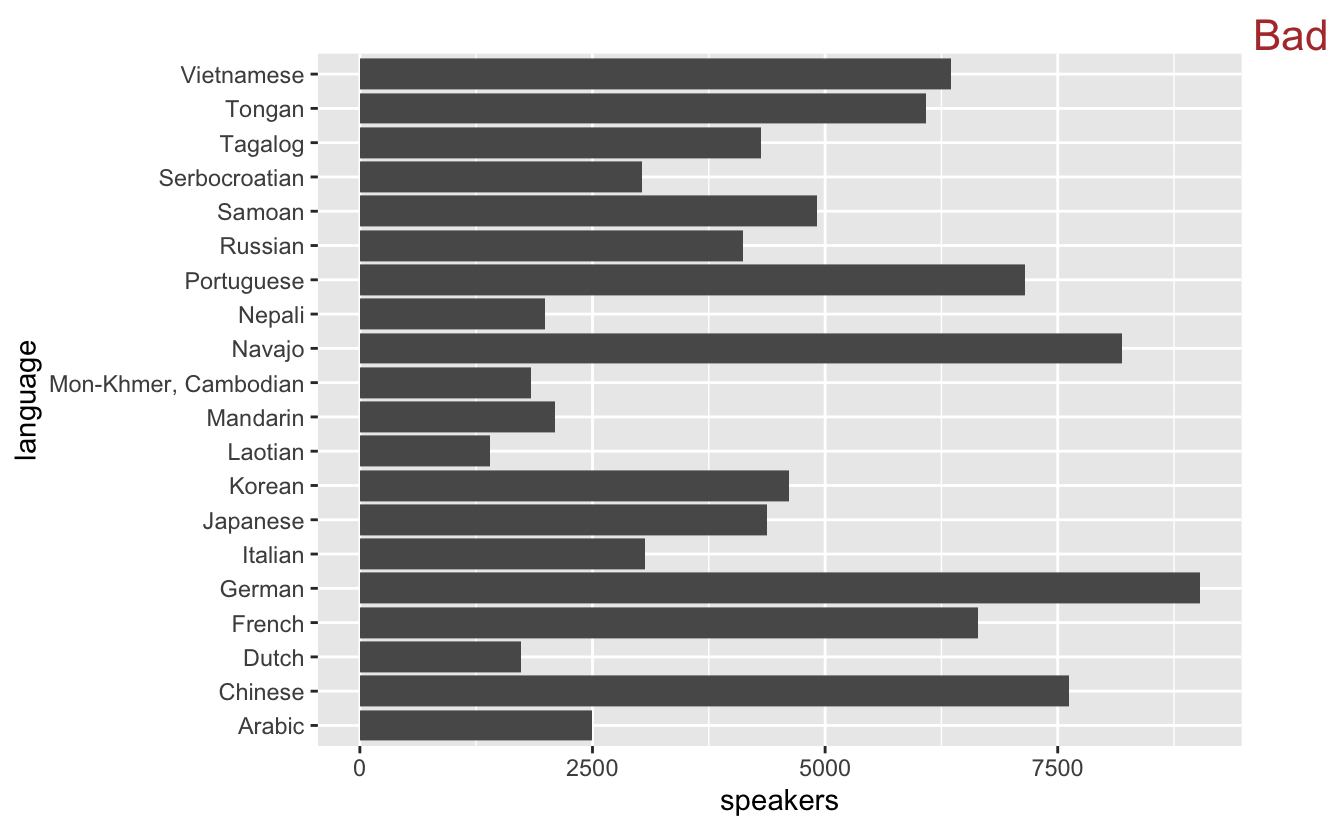 Bad
Vietnamese
Tongan
Tagalog
Serbocroatian
Samoan
Russian
Portuguese
Nepali
Navajo
Mon-Khmer, Cambodian
Mandarin
Laotian
Korean
Japanese
Italian
German
French
Dutch
Chinese
Arabic
language
0 2500 5000 7500
speakers